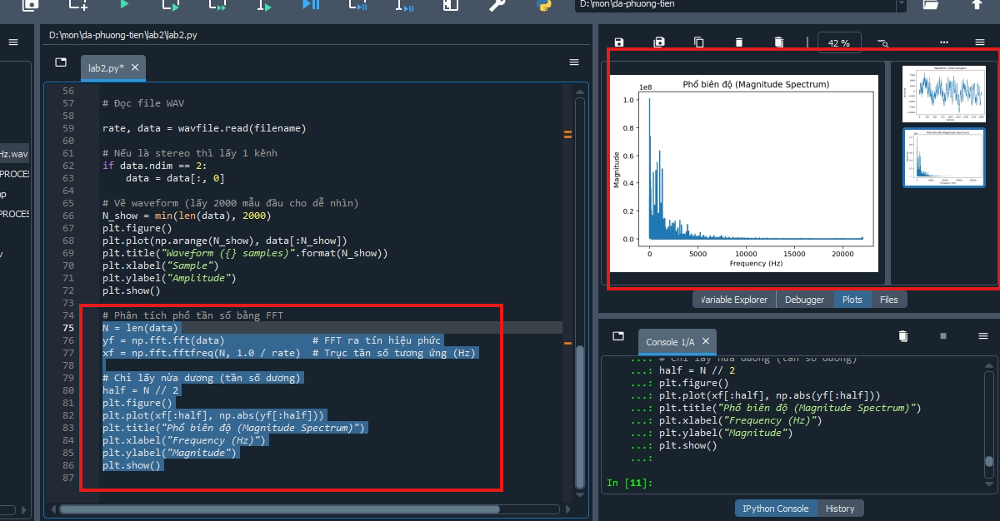 D:\mon\da-phuong-tien
D:\mon\da-phuong-tien\lab2\lab2.py
lab2.py*
Hz.wav
PROCES
up
PROCES
56
57 # Đọc file WAV
58
59 rate, data = wavfile.read(filename)
60
61 # Nếu là stereo thì lấy 1 kênh
62 if data.ndim == 2:
63 data = data[:, 0]
64
65 # Vẽ waveform (lấy 2000 mẫu đầu cho dễ nhìn)
66 N_show = min(len(data), 2000)
67 plt.figure()
68 plt.plot(np.arange(N_show), data[:N_show])
69 plt.title("Waveform ({} samples)".format(N_show))
70 plt.xlabel("Sample")
71 plt.ylabel("Amplitude")
72 plt.show()
73
74 # Phân tích phổ tần số bằng FFT
75 N = len(data)
76 yf = np.fft.fft(data) # FFT ra tín hiệu phức
77 xf = np.fft.fftfreq(N, 1.0 / rate) # Trục tần số tương ứng (Hz)
78
79 # Chỉ lấy nửa dương (tần số dương)
80 half = N // 2
81 plt.figure()
82 plt.plot(xf[:half], np.abs(yf[:half]))
83 plt.title("Phổ biên độ (Magnitude Spectrum)")
84 plt.xlabel("Frequency (Hz)")
85 plt.ylabel("Magnitude")
86 plt.show()
87
42 %
1e8
Phổ biên độ (Magnitude Spectrum)
1.0
0.8
0.6
0.4
0.2
0.0
Magnitude
0 5000 10000 15000 20000
Frequency (Hz)
Waveform (2000 samples)
Phổ biên độ (Magnitude Spectrum)
Variable Explorer Debugger Plots Files
Console 1/A
...: # Chỉ lấy nửa dương (tần số dương)
...: half = N // 2
...: plt.figure()
...: plt.plot(xf[:half], np.abs(yf[:half]))
...: plt.title("Phổ biên độ (Magnitude Spectrum)")
...: plt.xlabel("Frequency (Hz)")
...: plt.ylabel("Magnitude")
...: plt.show()
...:
In [11]:
IPython Console History